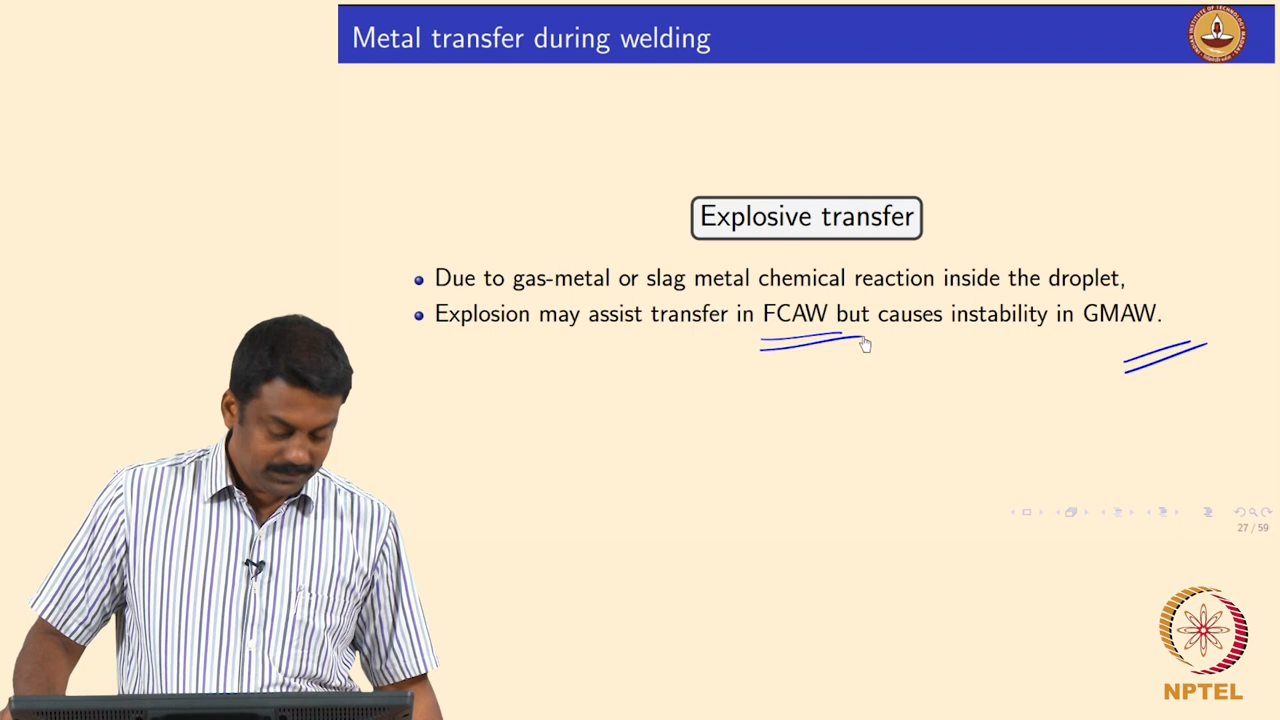 Metal transfer during welding
Explosive transfer
Due to gas-metal or slag metal chemical reaction inside the droplet,
Explosion may assist transfer in FCAW but causes instability in GMAW.
27 / 59
NPTEL